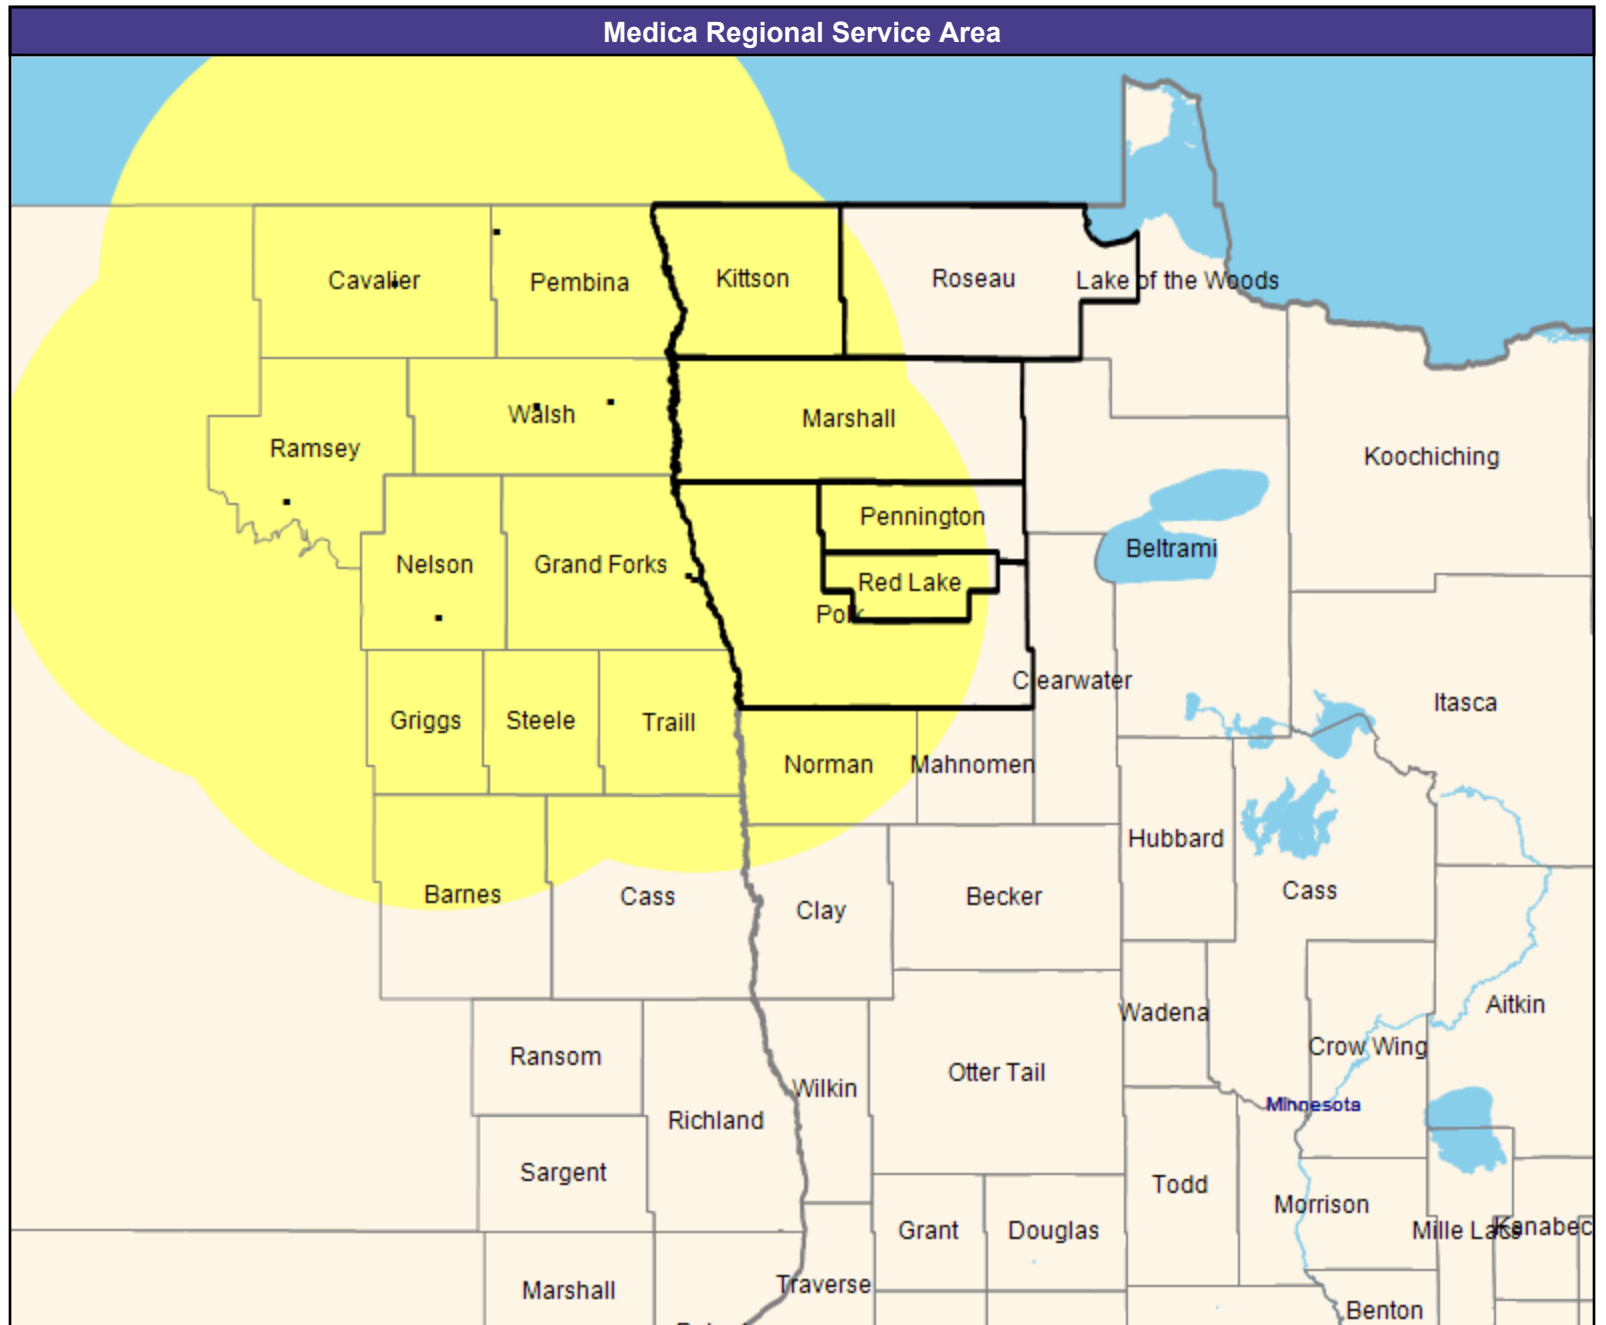 Medica Regional Service Area
Cavalier
Pembina
Kittson
Roseau
Lake of the Woods
Walsh
Marshall
Ramsey
Koochiching
Pennington
Nelson
Grand Forks
Red Lake
Beltrami
Polk
Clearwater
Griggs
Steele
Traill
Itasca
Norman
Mahnomen
Hubbard
Barnes
Cass
Clay
Becker
Cass
Wadena
Aitkin
Ransom
Otter Tail
Crow Wing
Wilkin
Minnesota
Richland
Sargent
Todd
Morrison
Grant
Douglas
Mille Lacs
Kanabec
Marshall
Traverse
Benton